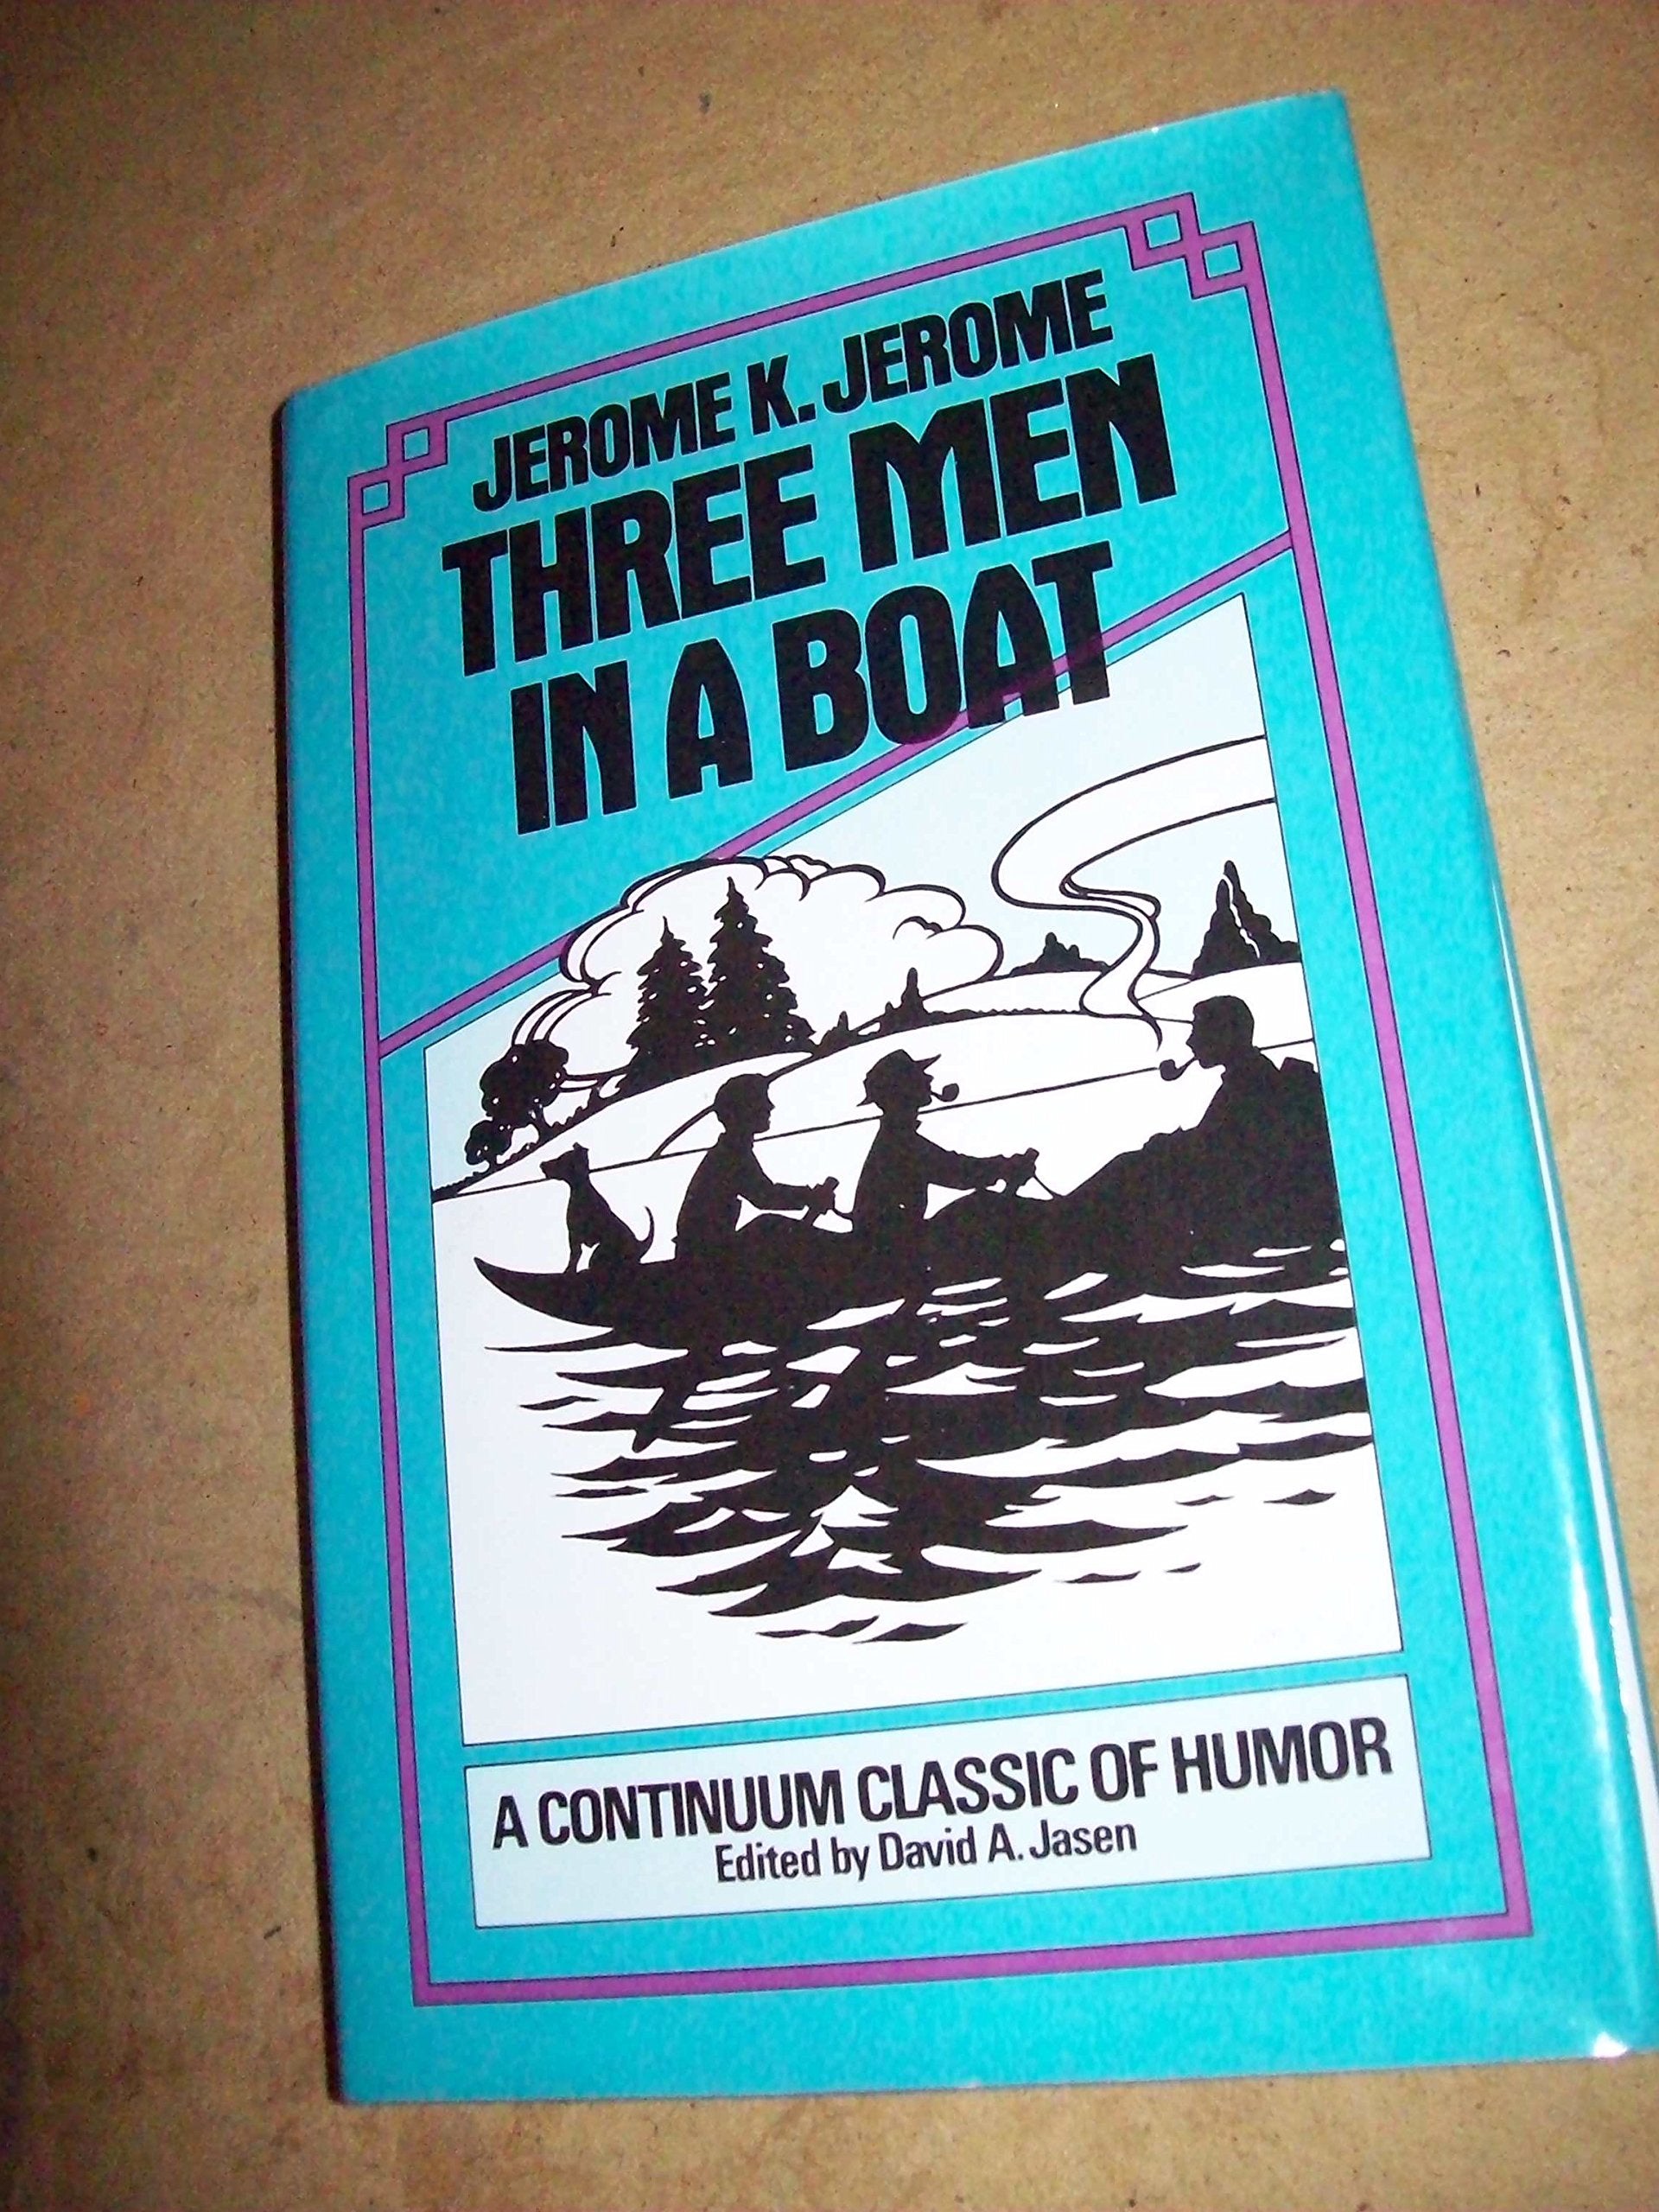 JEROME K. JEROME
THREE MEN
IN A BOAT
A CONTINUUM CLASSIC OF HUMOR
Edited by David A. Jasen